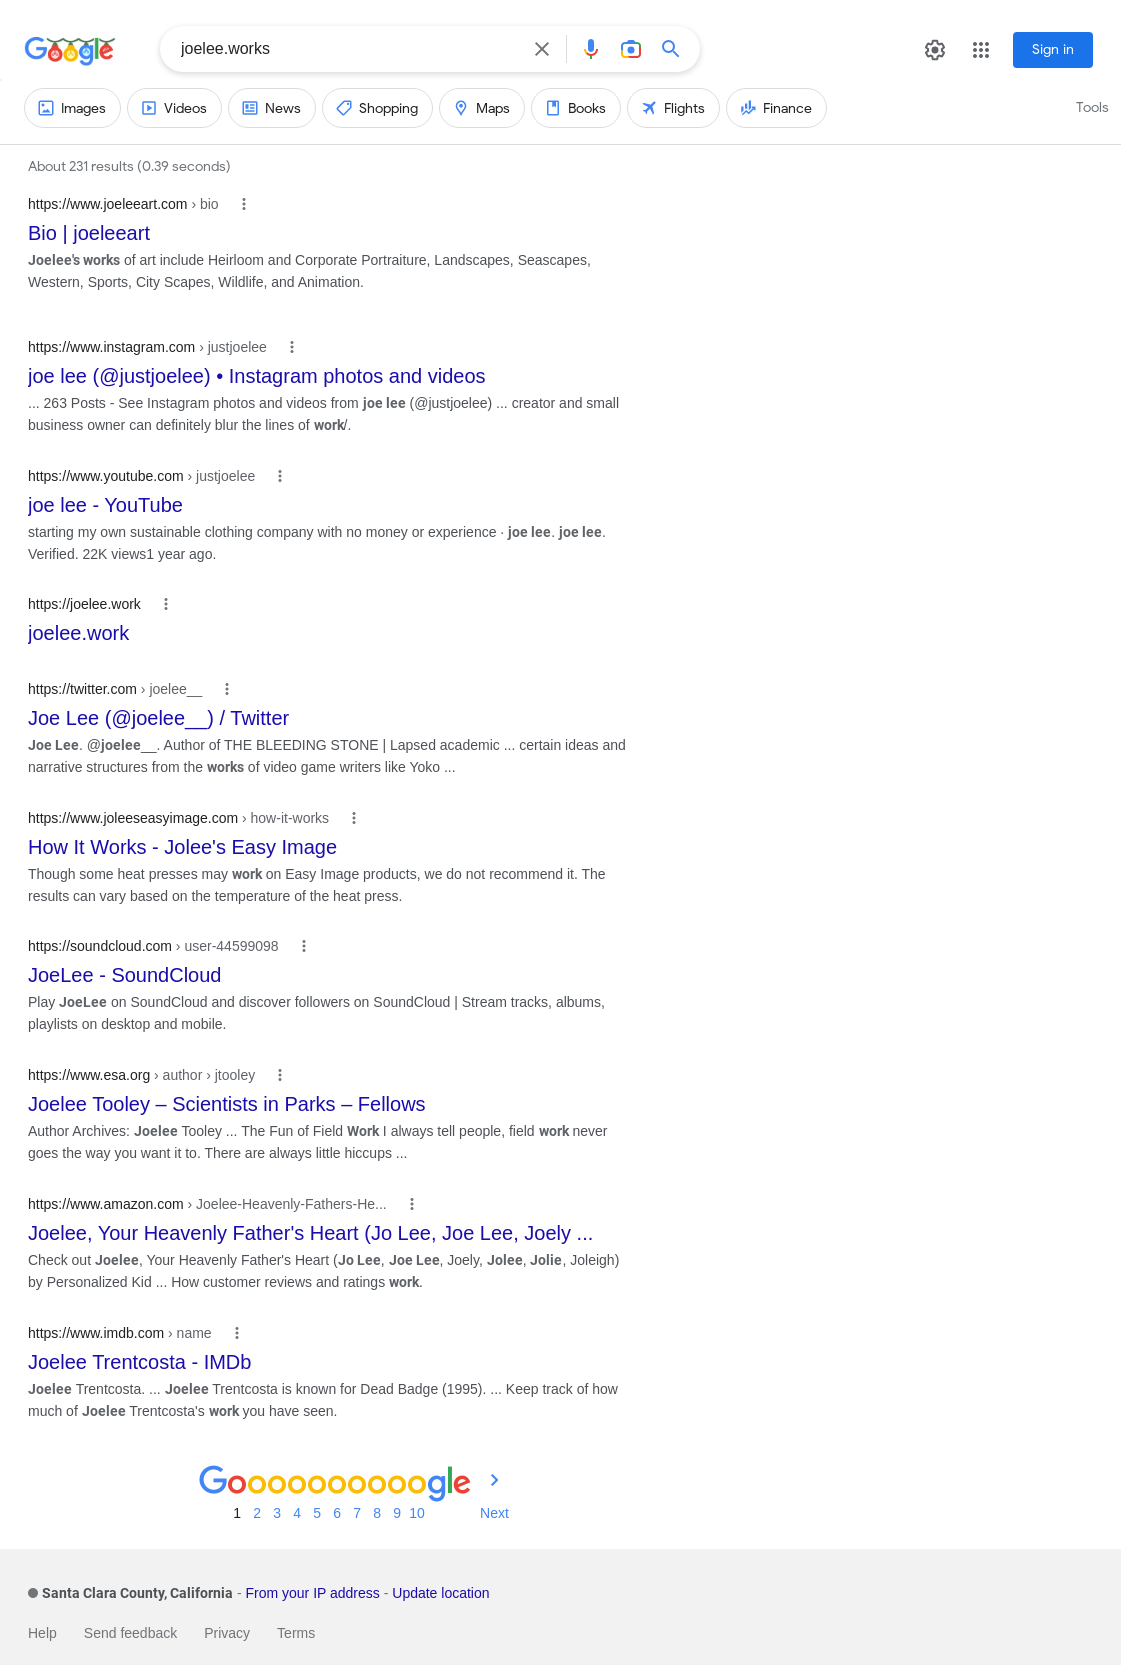 Google
joelee.works
Sign in
Images
Videos
News
Shopping
Maps
Books
Flights
Finance
Tools
About 231 results (0.39 seconds)
https://www.joeleeart.com › bio
Bio | joeleeart
Joelee's works of art include Heirloom and Corporate Portraiture, Landscapes, Seascapes,
Western, Sports, City Scapes, Wildlife, and Animation.
https://www.instagram.com › justjoelee
joe lee (@justjoelee) • Instagram photos and videos
... 263 Posts - See Instagram photos and videos from joe lee (@justjoelee) ... creator and small
business owner can definitely blur the lines of work/.
https://www.youtube.com › justjoelee
joe lee - YouTube
starting my own sustainable clothing company with no money or experience · joe lee. joe lee.
Verified. 22K views1 year ago.
https://joelee.work
joelee.work
https://twitter.com › joelee__
Joe Lee (@joelee__) / Twitter
Joe Lee. @joelee__. Author of THE BLEEDING STONE | Lapsed academic ... certain ideas and
narrative structures from the works of video game writers like Yoko ...
https://www.joleeseasyimage.com › how-it-works
How It Works - Jolee's Easy Image
Though some heat presses may work on Easy Image products, we do not recommend it. The
results can vary based on the temperature of the heat press.
https://soundcloud.com › user-44599098
JoeLee - SoundCloud
Play JoeLee on SoundCloud and discover followers on SoundCloud | Stream tracks, albums,
playlists on desktop and mobile.
https://www.esa.org › author › jtooley
Joelee Tooley – Scientists in Parks – Fellows
Author Archives: Joelee Tooley ... The Fun of Field Work I always tell people, field work never
goes the way you want it to. There are always little hiccups ...
https://www.amazon.com › Joelee-Heavenly-Fathers-He...
Joelee, Your Heavenly Father's Heart (Jo Lee, Joe Lee, Joely ...
Check out Joelee, Your Heavenly Father's Heart (Jo Lee, Joe Lee, Joely, Jolee, Jolie, Joleigh)
by Personalized Kid ... How customer reviews and ratings work.
https://www.imdb.com › name
Joelee Trentcosta - IMDb
Joelee Trentcosta. ... Joelee Trentcosta is known for Dead Badge (1995). ... Keep track of how
much of Joelee Trentcosta's work you have seen.
Goooooooooogle
1 2 3 4 5 6 7 8 9 10 Next
Santa Clara County, California - From your IP address - Update location
Help Send feedback Privacy Terms